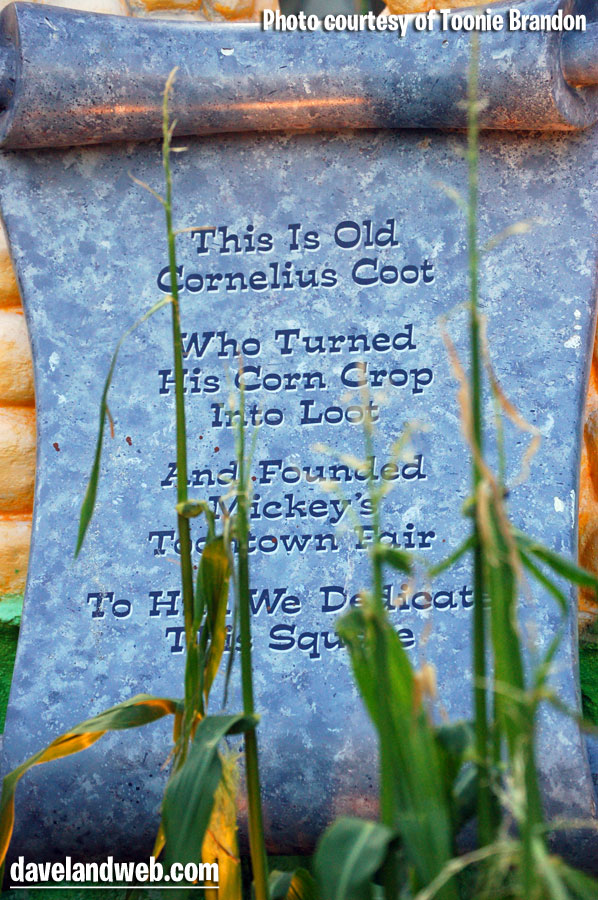 Photo courtesy of Toonie Brandon
This Is Old
Cornelius Coot
Who Turned
His Corn Crop
Into Loot
And Founded
Mickey's
Toontown Fair
To Him We Dedicate
This Square
davelandweb.com